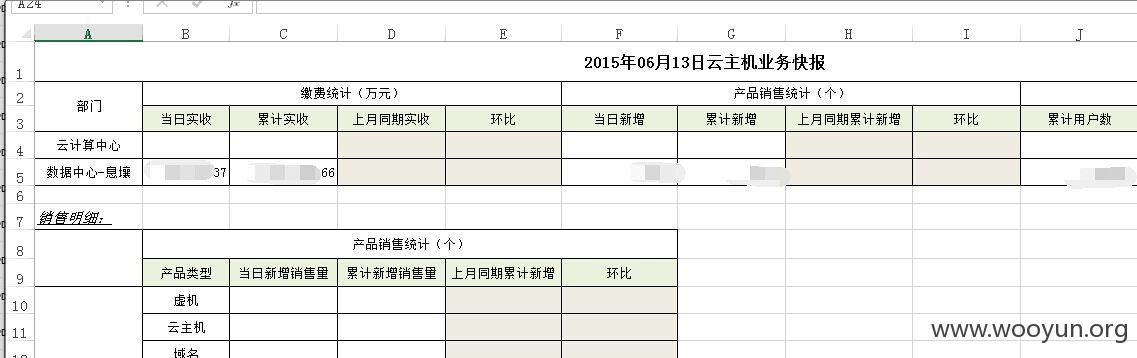 A24
fx
A B C D E F G H I J
1 2015年06月13日云主机业务快报
2 部门 缴费统计（万元） 产品销售统计（个）
3 当日实收 累计实收 上月同期实收 环比 当日新增 累计新增 上月同期累计新增 环比 累计用户数
4 云计算中心
5 数据中心-息壤 37 66
6
7 销售明细：
8 产品销售统计（个）
9 产品类型 当日新增销售量 累计新增销售量 上月同期累计新增 环比
10 虚机
11 云主机
域名
www.wooyun.org